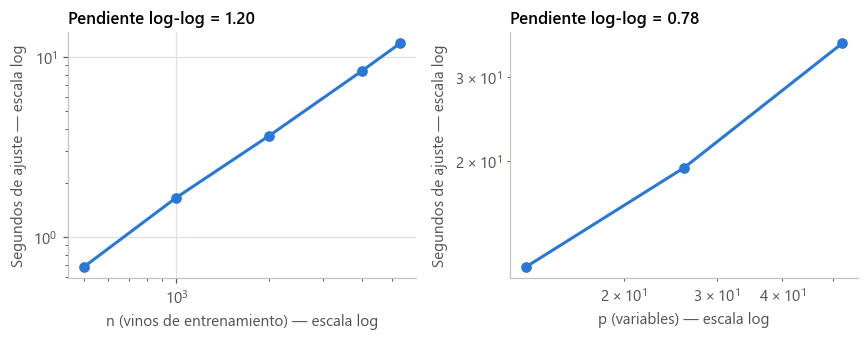 Pendiente log-log = 1.20
Segundos de ajuste — escala log
10¹
10⁰
10³
n (vinos de entrenamiento) — escala log
Pendiente log-log = 0.78
Segundos de ajuste — escala log
3 × 10¹
2 × 10¹
2 × 10¹ 3 × 10¹ 4 × 10¹
p (variables) — escala log